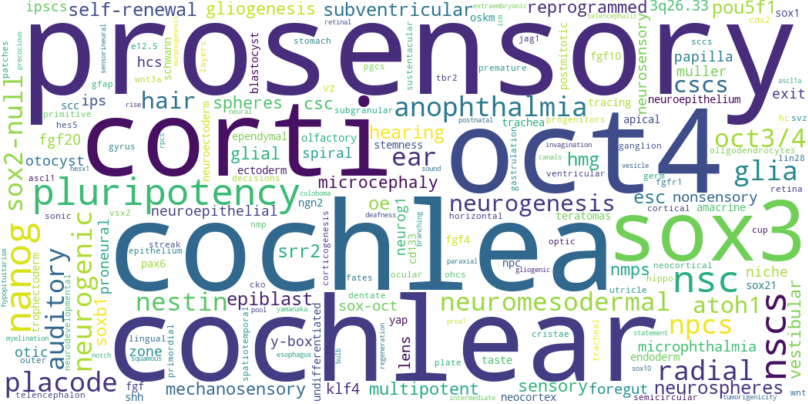 ipscs self-renewal gliogenesis subventricular retinal extraembryonic icm reprogrammed telencephalic 3q26.33 pou5f1 sox1
prosensory
patches precocious e12.5 sensorineural hcs wnt3a schwann layers morphogenesis blastocyst stomach pgcs jag1 tbr2 sustentacular premature fgf10 postmitotic sccs muller cdx2 papilla cscs exit
gfap scc ips hair spheres csc vz subgranular anophthalmia tracing neurosensory neuroepithelium ascl1a
sox2-null primitive rise hes5 fgf20 corti neuroectoderm ependymal olfactory hearing trachea progenitors postnatal oct4 apical oct3/4 hc svz
otocyst gyrus rpcs neural glial spiral stemness sound ear gastrulation canals invagination hmg ganglion oligodendrocytes lin28
ascl1 hesx1 ectoderm decisions microcephaly vesicle ventricular germ fgfr1 glia retina
pluripotency coloboma ngn2 oe deafness neurogenesis esc nonsensory cortical amacrine
nanog sonic neurogenic proneural neuroepithelial neurog1 cd133 branching horizontal teratomas sox3 cup
hypopituitarism trophectoderm auditory neurodevelopmental soxb1 vsx2 streak epithelium pax6 cochlea nmp srr2 corticogenesis fgf4 npc paraxial optic gliogenic
cko fates ocular ohcs nmps neocortical hippo nsc niche sox21
myelination otic outer notch nestin epiblast sox-oct dentate neuromesodermal utricle atoh1 vestibular
placode lingual zone squamous primordial cochlear pool yamanaka esophagus spatiotemporal y-box bulb undifferentiated yap regeneration lens prox1 plate taste cristae tracheal statement endoderm npcs microphthalmia nscs
telencephalon fgf shh mechanosensory klf4 multipotent intermediate sensory neocortex foregut sox10 radial neurospheres semicircular tumorigenicity wnt